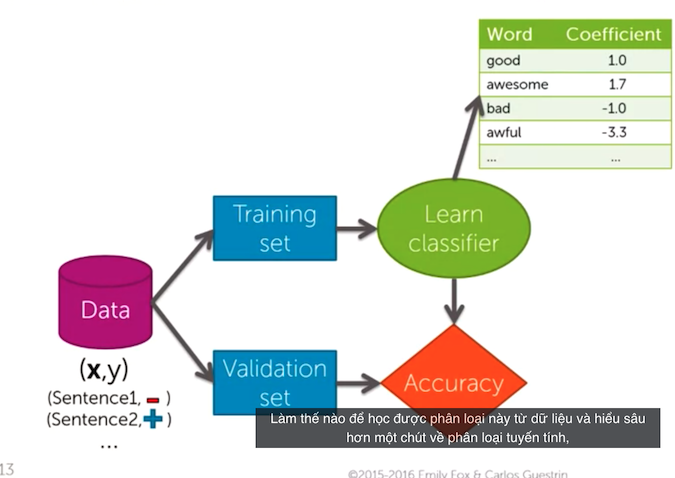 Word Coefficient
good 1.0
awesome 1.7
bad -1.0
awful -3.3
... ...
Training
set
Learn
classifier
Data
(x,y)
(Sentence1, - )
(Sentence2, + )
...
Validation
set
Accuracy
Làm thế nào để học được phân loại này từ dữ liệu và hiểu sâu
hơn một chút về phân loại tuyến tính,
13
©2015-2016 Emily Fox & Carlos Guestrin